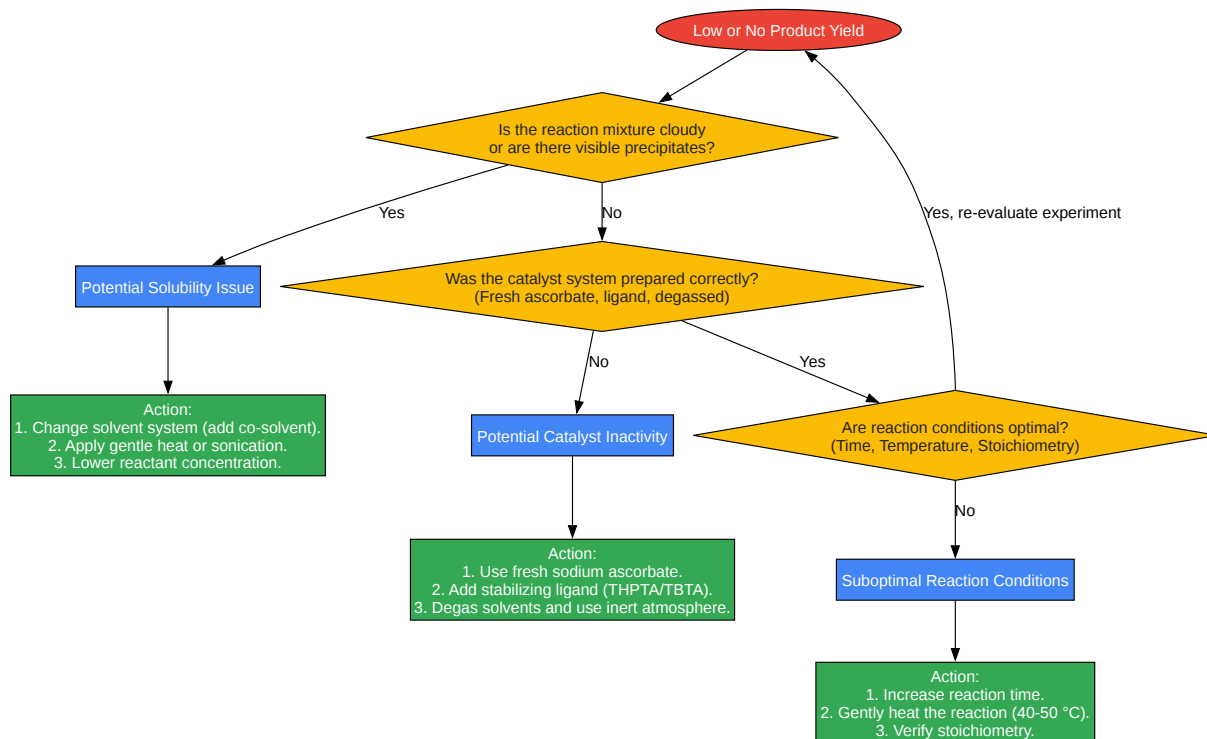 Low or No Product Yield
Is the reaction mixture cloudy
or are there visible precipitates?
Yes
No
Yes, re-evaluate experiment
Potential Solubility Issue
Was the catalyst system prepared correctly?
(Fresh ascorbate, ligand, degassed)
No
Yes
Action:
1. Change solvent system (add co-solvent).
2. Apply gentle heat or sonication.
3. Lower reactant concentration.
Potential Catalyst Inactivity
Are reaction conditions optimal?
(Time, Temperature, Stoichiometry)
No
Action:
1. Use fresh sodium ascorbate.
2. Add stabilizing ligand (THPTA/TBTA).
3. Degas solvents and use inert atmosphere.
Suboptimal Reaction Conditions
Action:
1. Increase reaction time.
2. Gently heat the reaction (40-50 °C).
3. Verify stoichiometry.